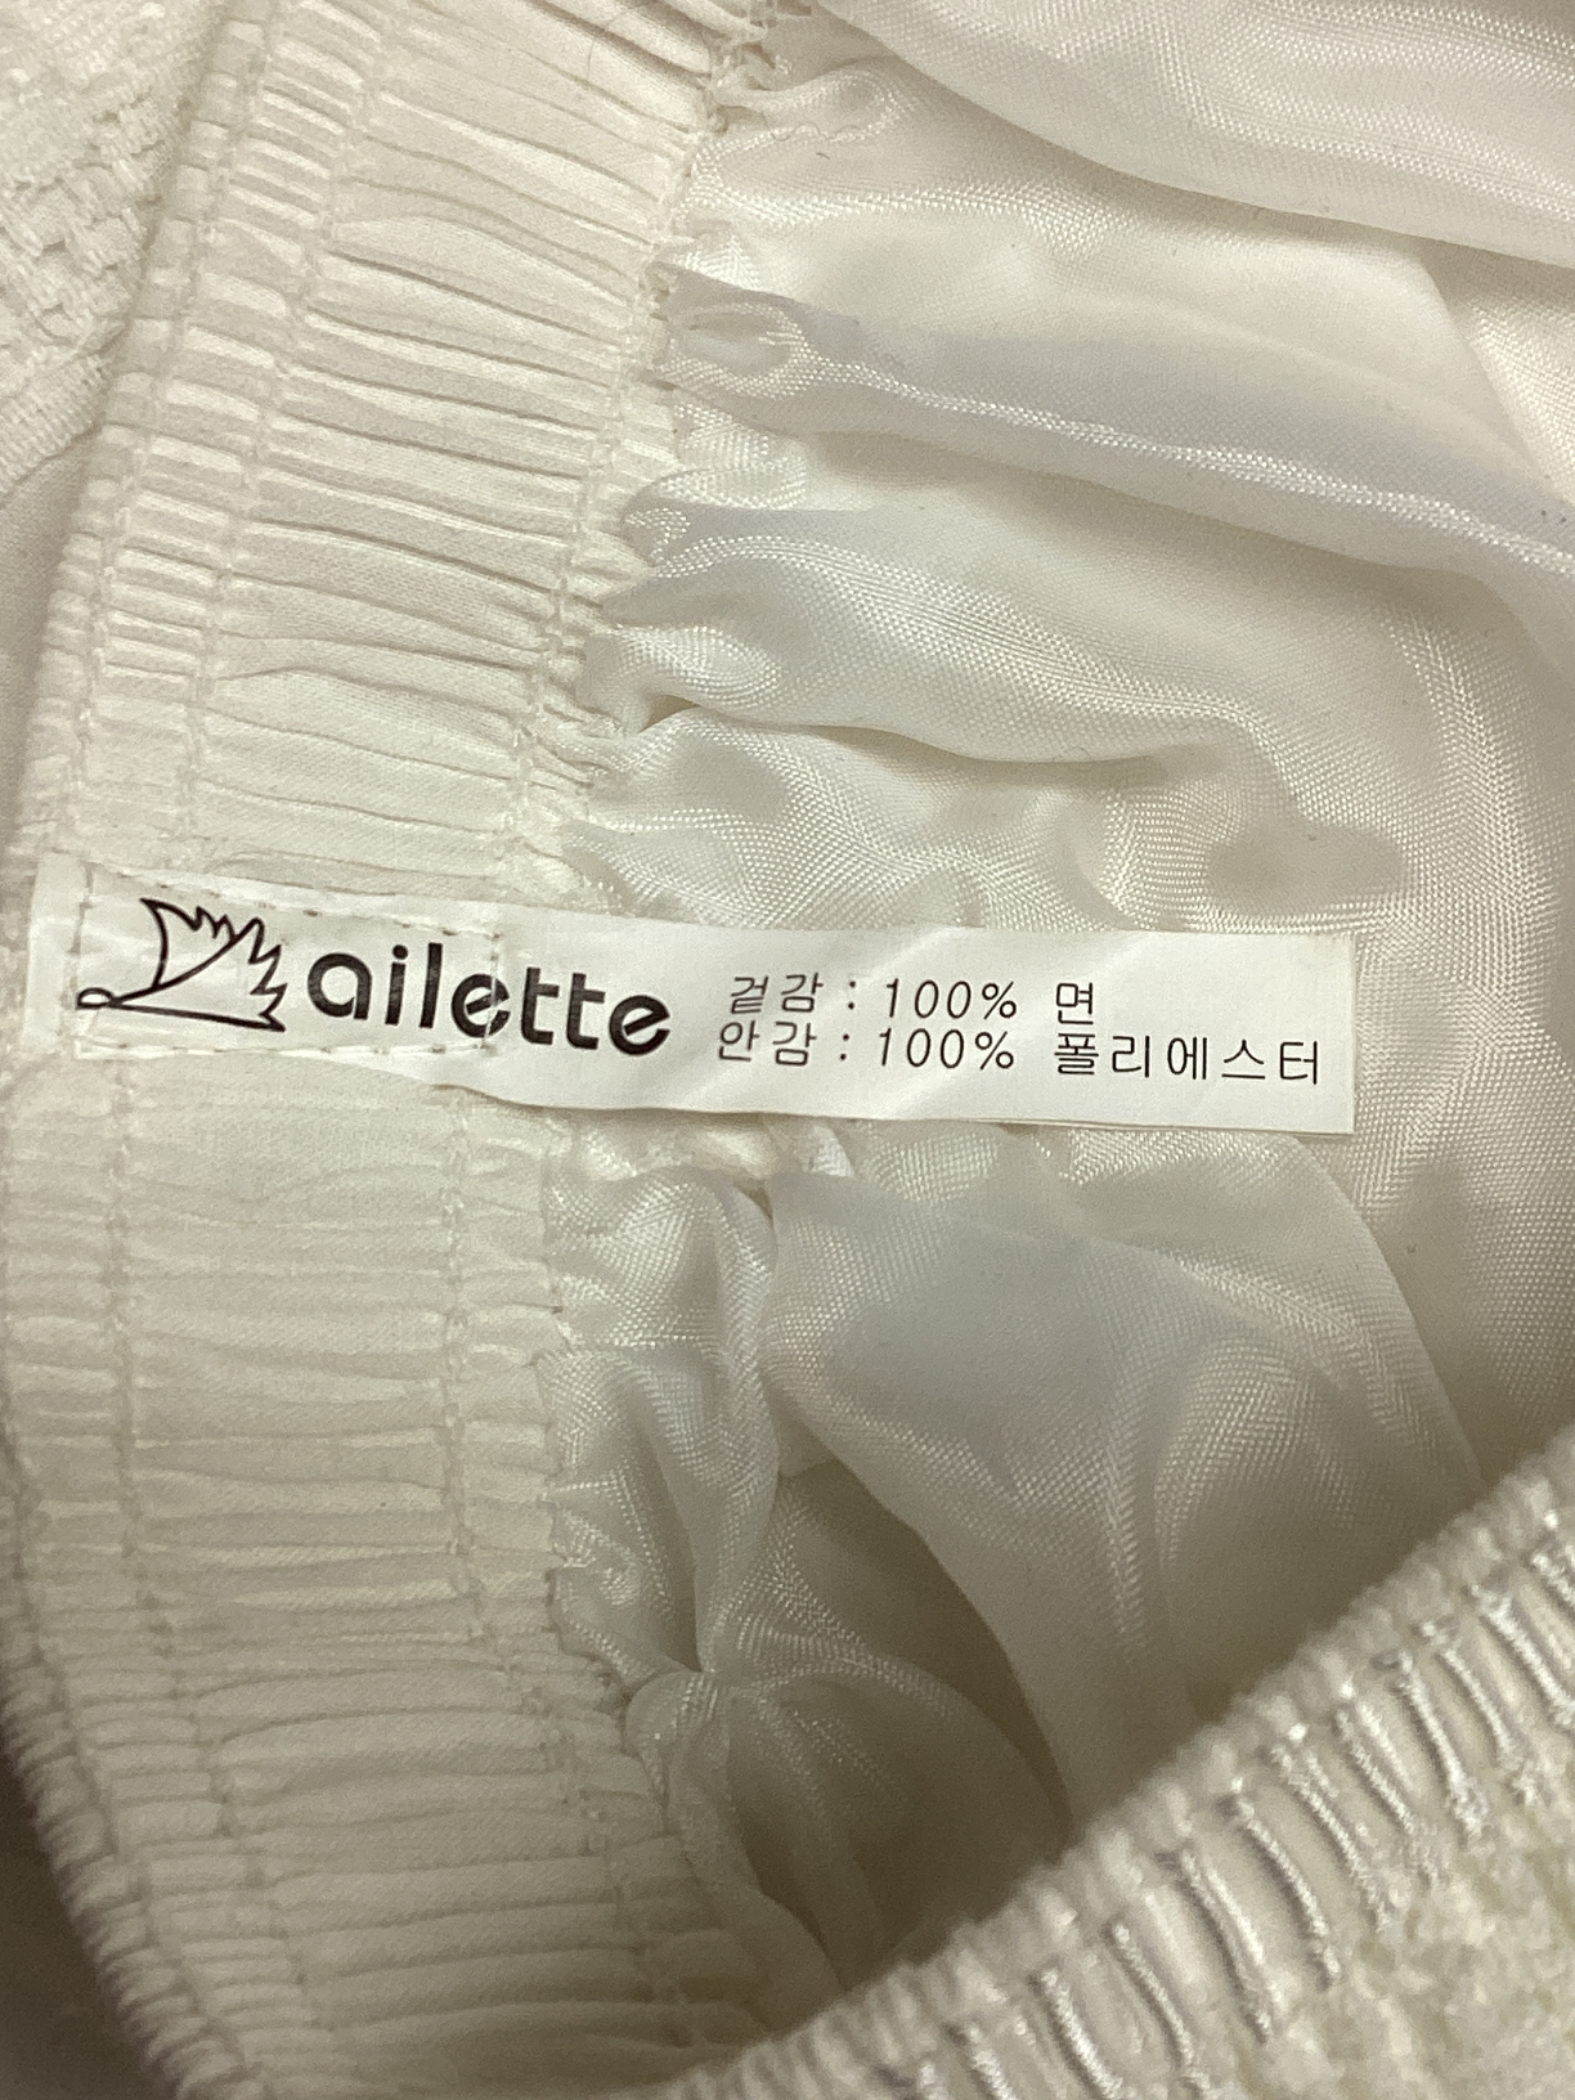 ailette
겉감 : 100% 면
안감 : 100% 폴리에스터